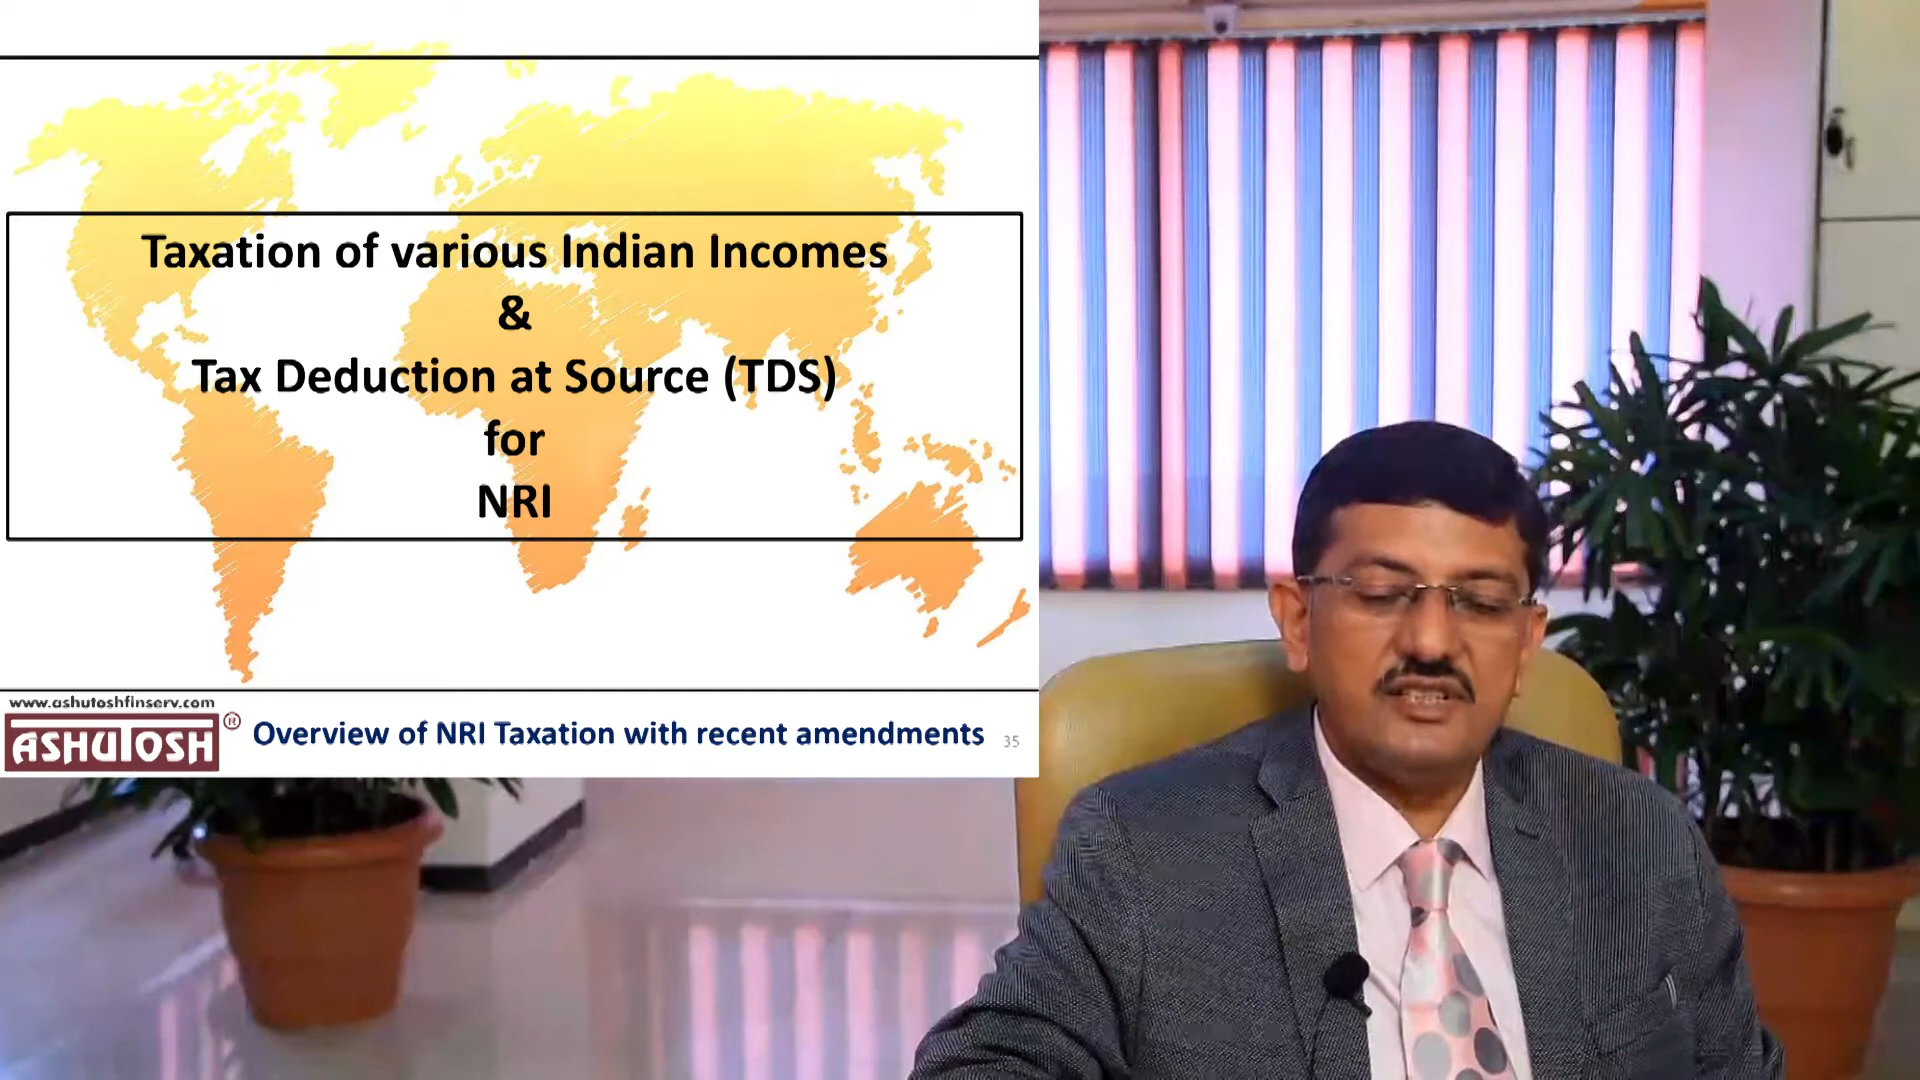 Taxation of various Indian Incomes
&
Tax Deduction at Source (TDS)
for
NRI
www.ashutoshfinserv.com
ASHUTOSH®
Overview of NRI Taxation with recent amendments
35